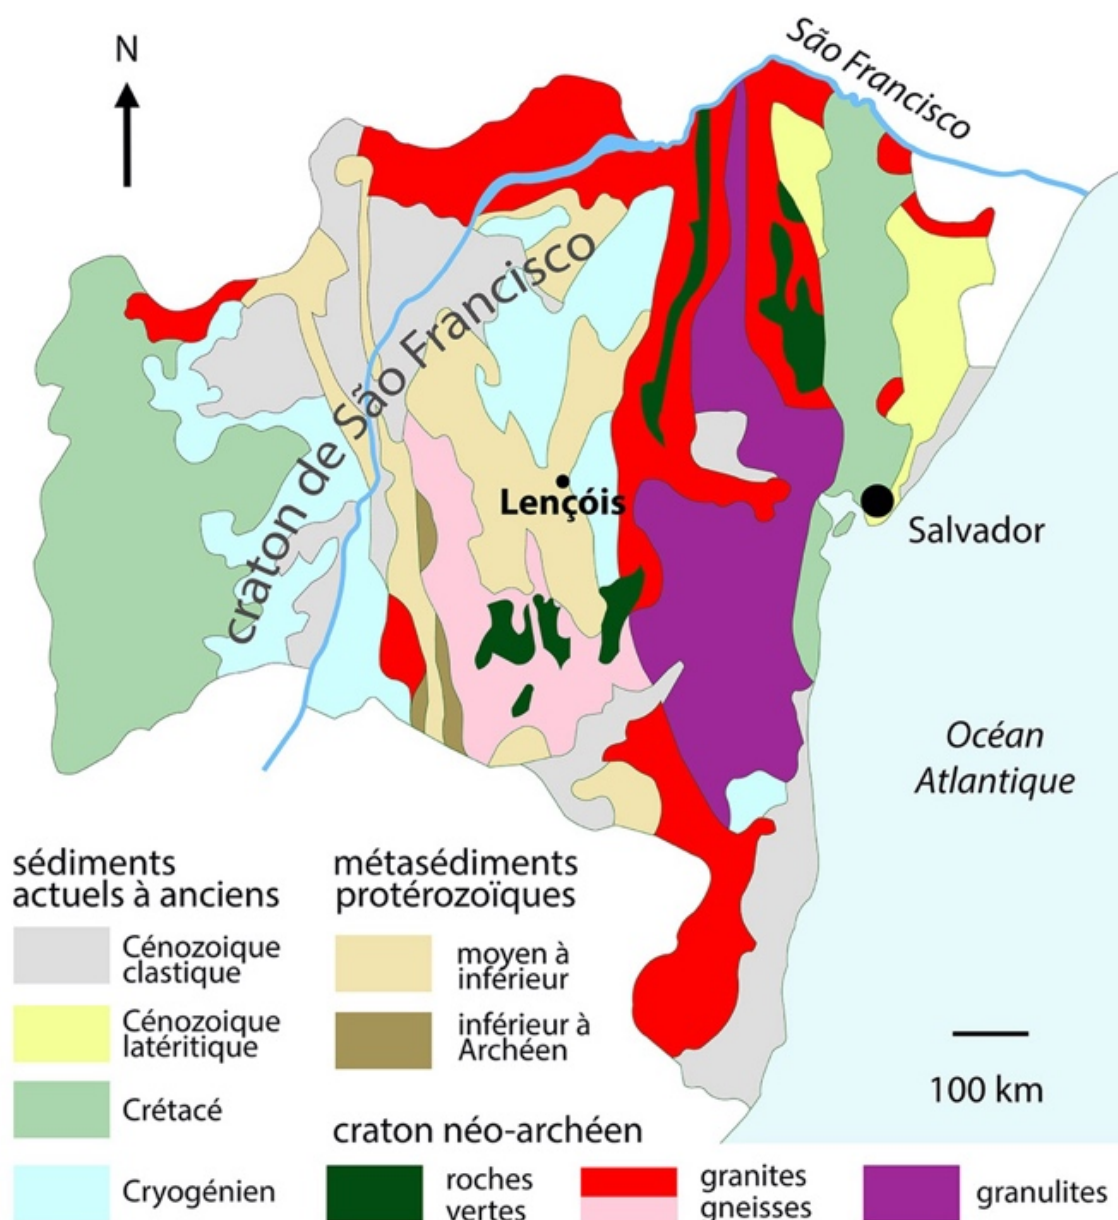 N
São Francisco
craton de São Francisco
Lençóis
Salvador
Océan
Atlantique
sédiments
actuels à anciens
Cénozoique
clastique
Cénozoique
latéritique
Crétacé
Cryogénien
métasédiments
protérozoïques
moyen à
inférieur
inférieur à
Archéen
100 km
craton néo-archéen
roches
vertes
granites
gneisses
granulites